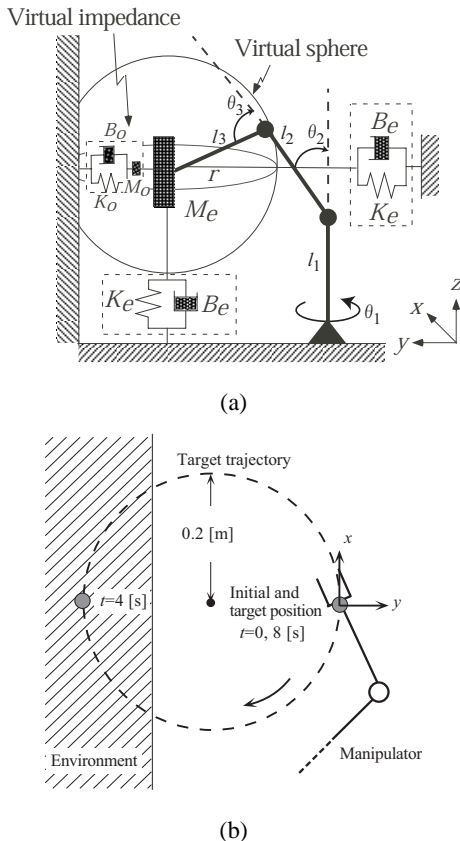 Virtual impedance
Virtual sphere
θ3
l3
l2
θ2
Bo
Ko
Mo
r
Me
Be
Ke
l1
Ke
Be
θ1
z
x
y
(a)
Target trajectory
0.2 [m]
x
Initial and
target position
t=4 [s]
y
t=0, 8 [s]
Environment
Manipulator
(b)